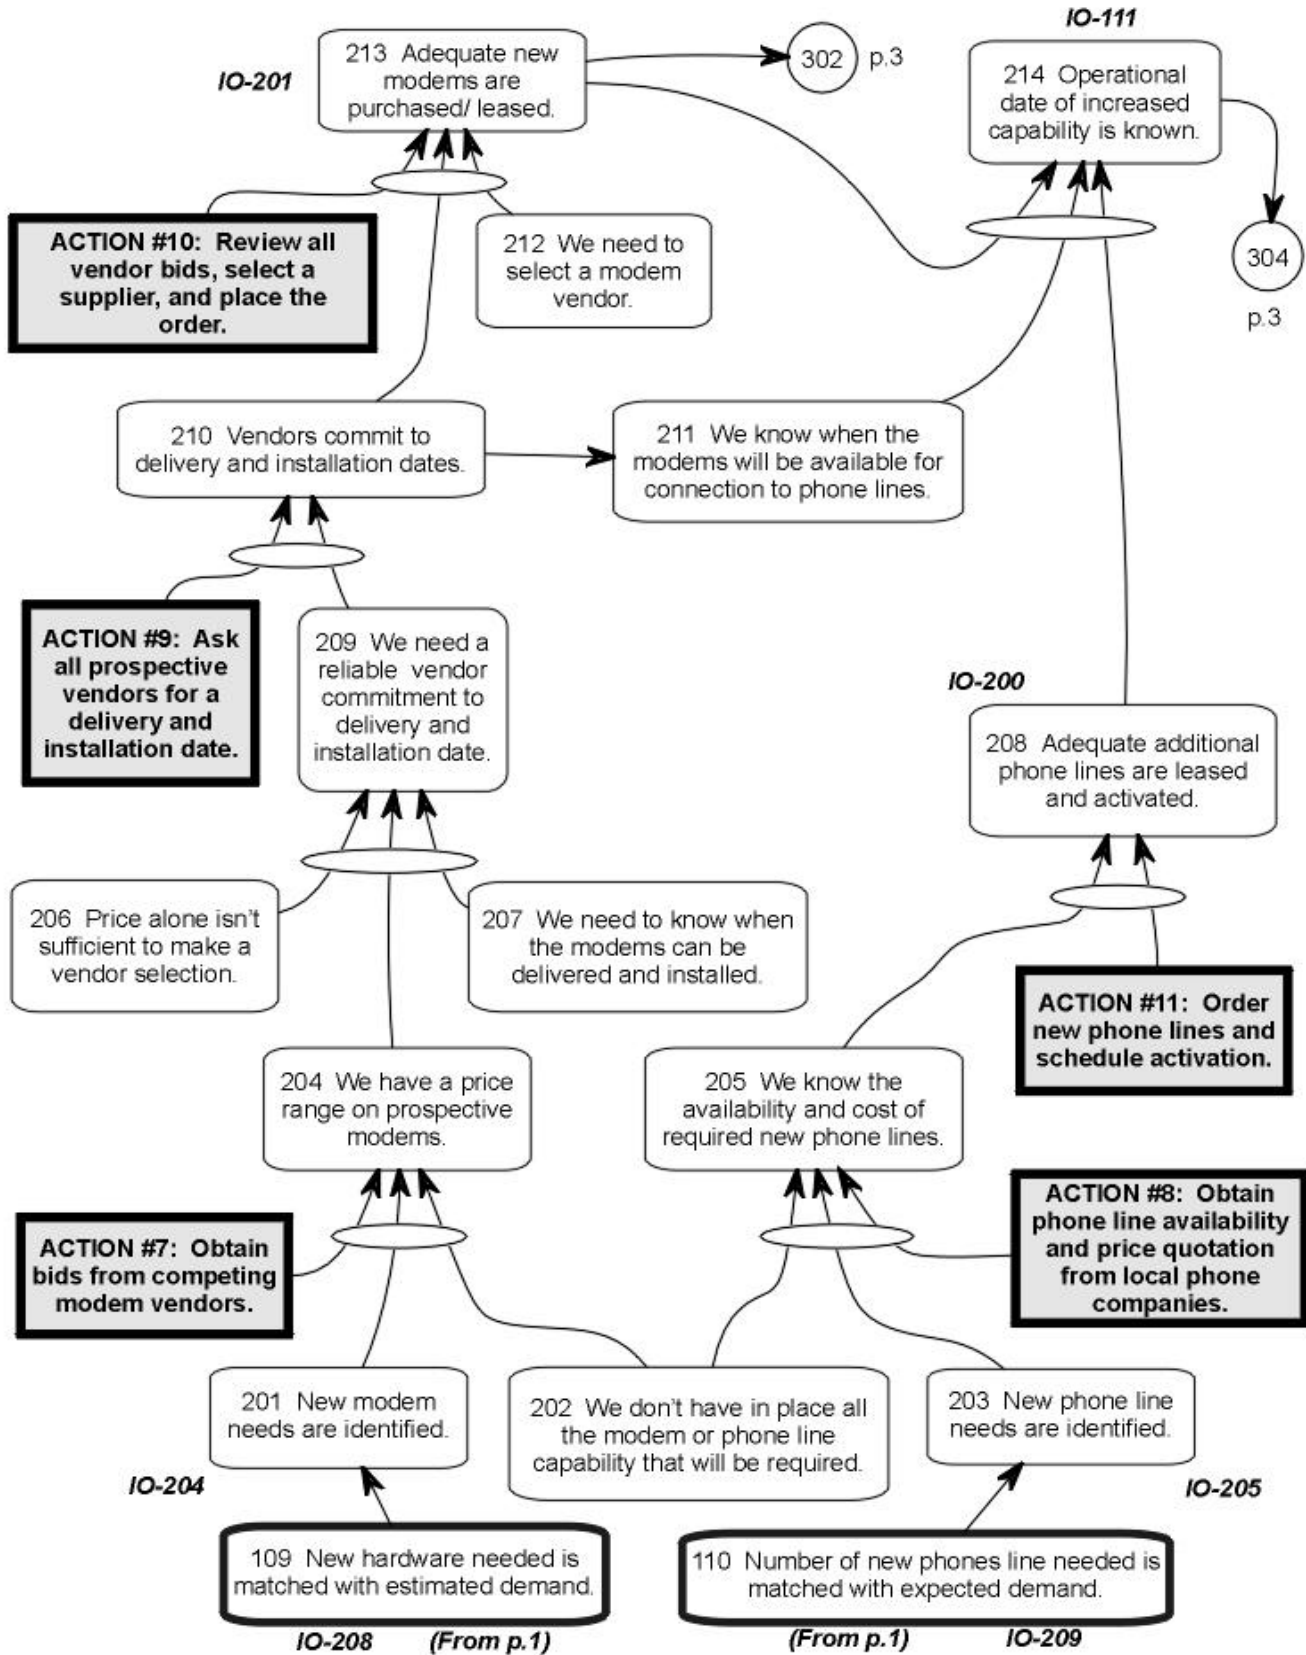 IO-111
213 Adequate new
modems are
purchased/ leased.
IO-201
302
p.3
214 Operational
date of increased
capability is known.
ACTION #10: Review all
vendor bids, select a
supplier, and place the
order.
212 We need to
select a modem
vendor.
304
p.3
210 Vendors commit to
delivery and installation dates.
211 We know when the
modems will be available for
connection to phone lines.
ACTION #9: Ask
all prospective
vendors for a
delivery and
installation date.
209 We need a
reliable vendor
commitment to
delivery and
installation date.
IO-200
208 Adequate additional
phone lines are leased
and activated.
206 Price alone isn't
sufficient to make a
vendor selection.
207 We need to know when
the modems can be
delivered and installed.
ACTION #11: Order
new phone lines and
schedule activation.
204 We have a price
range on prospective
modems.
205 We know the
availability and cost of
required new phone lines.
ACTION #7: Obtain
bids from competing
modem vendors.
ACTION #8: Obtain
phone line availability
and price quotation
from local phone
companies.
201 New modem
needs are identified.
202 We don't have in place all
the modem or phone line
capability that will be required.
203 New phone line
needs are identified.
IO-204
IO-205
109 New hardware needed is
matched with estimated demand.
110 Number of new phones line needed is
matched with expected demand.
IO-208 (From p.1)
(From p.1) IO-209